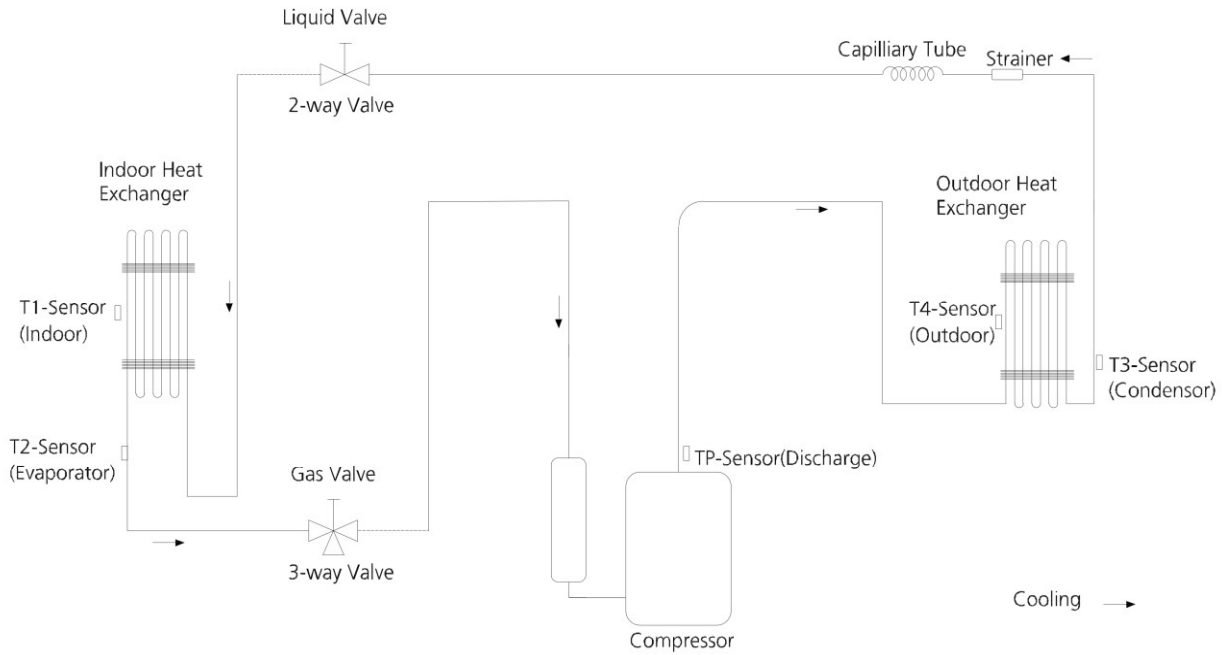 Liquid Valve
2-way Valve
Capilliary Tube
Strainer
Indoor Heat
Exchanger
Outdoor Heat
Exchanger
T1-Sensor
(Indoor)
T4-Sensor
(Outdoor)
T3-Sensor
(Condensor)
T2-Sensor
(Evaporator)
Gas Valve
3-way Valve
TP-Sensor(Discharge)
Compressor
Cooling